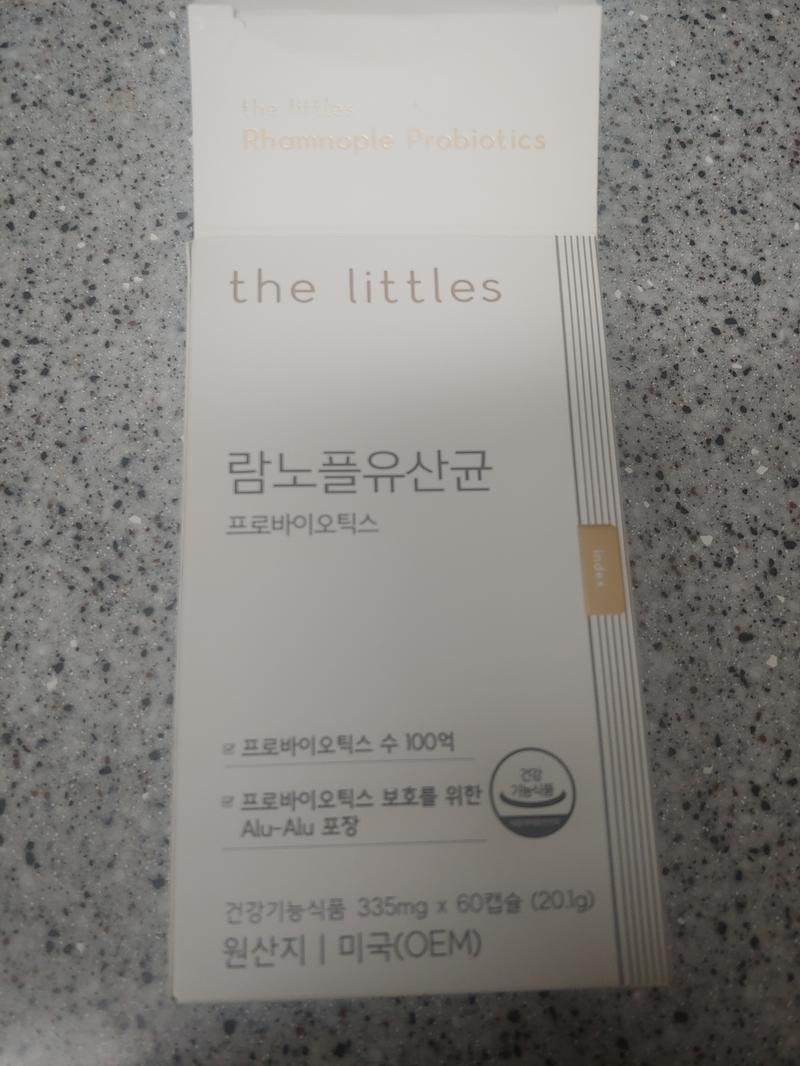 the littles
Rhamnople Probiotics
the littles
람노플유산균
프로바이오틱스
index
프로바이오틱스 수 100억
프로바이오틱스 보호를 위한
Alu-Alu 포장
건강
기능식품
건강기능식품 335mg x 60캡슐 (20.1g)
원산지 | 미국(OEM)